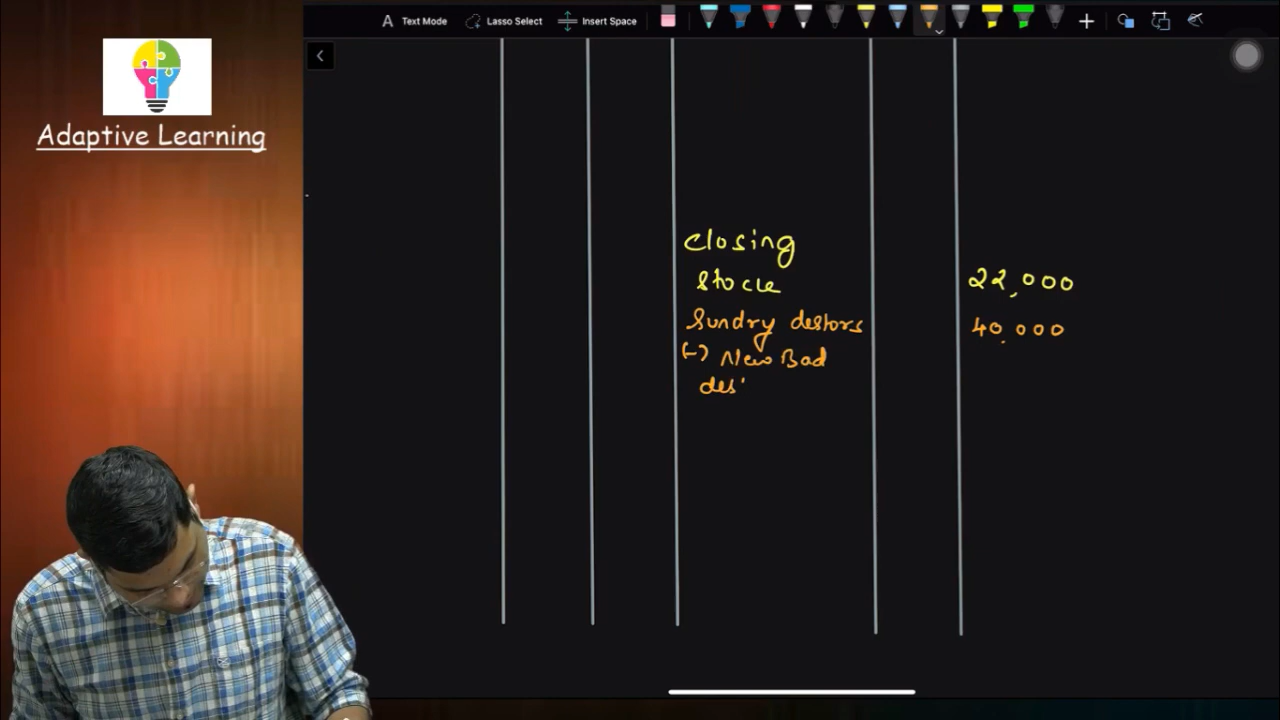 A Text Mode Lasso Select Insert Space
Adaptive Learning
Closing
Stock 22,000
Sundry debtors 40,000
(-) New Bad
deb